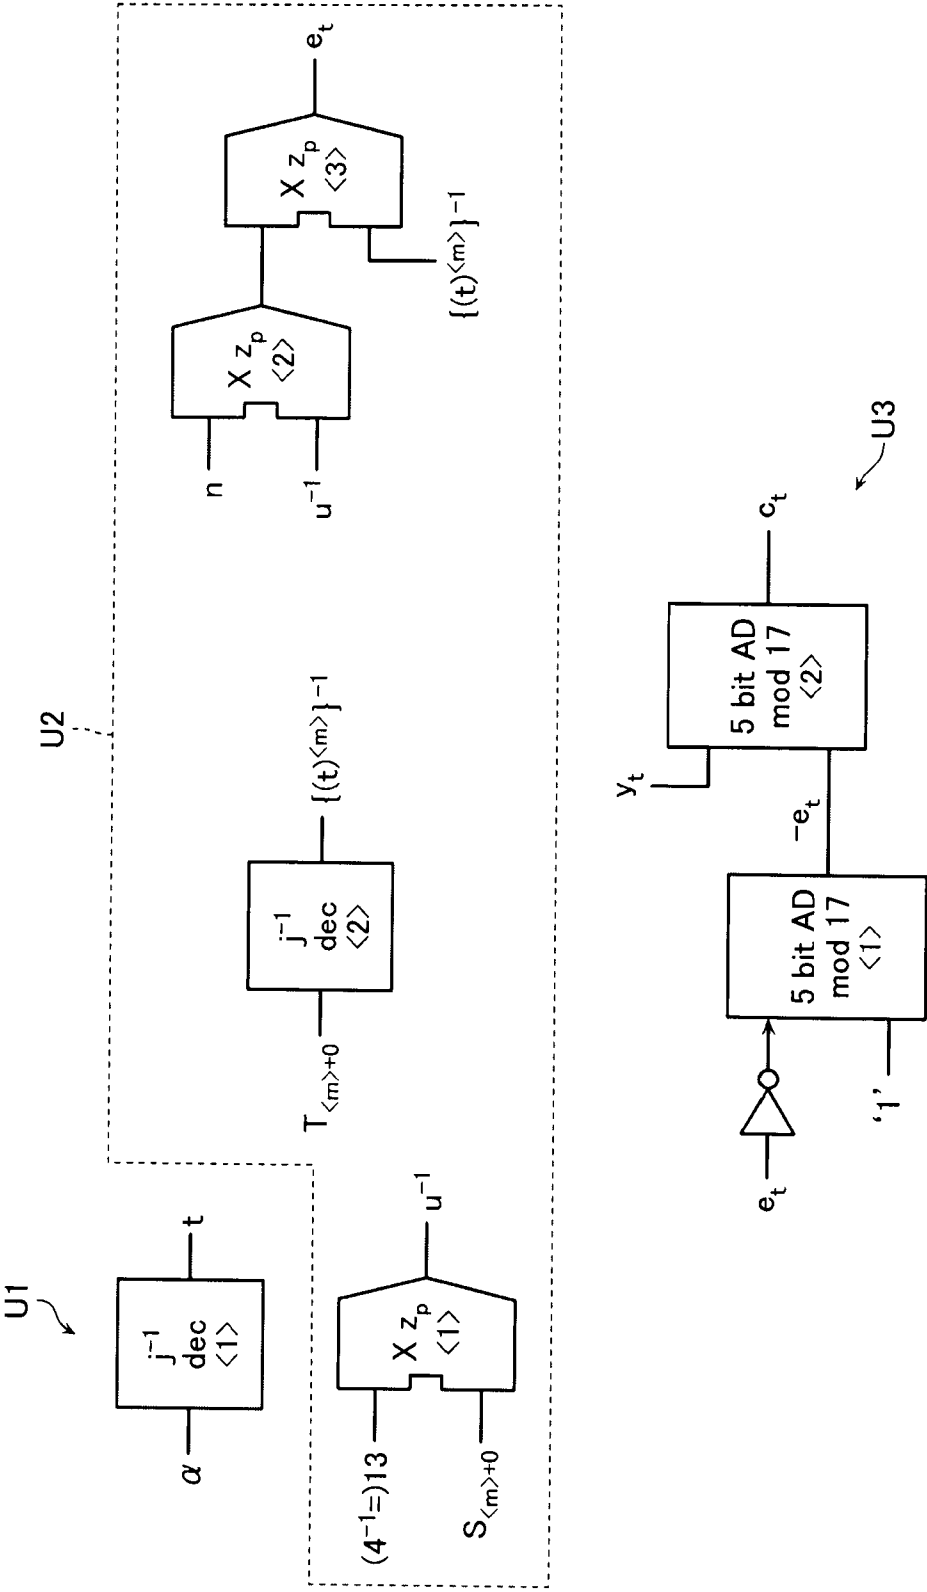 U1
α
j⁻¹
dec
<1>
t
U2
(4⁻¹=)13
S<m>+0
X zₚ
<1>
u⁻¹
T<m>+0
j⁻¹
dec
<2>
{(t)<m>}⁻¹
n
u⁻¹
X zₚ
<2>
{(t)<m>}⁻¹
X zₚ
<3>
eₜ
eₜ
'1'
5 bit AD
mod 17
<1>
-eₜ
yₜ
5 bit AD
mod 17
<2>
cₜ
U3